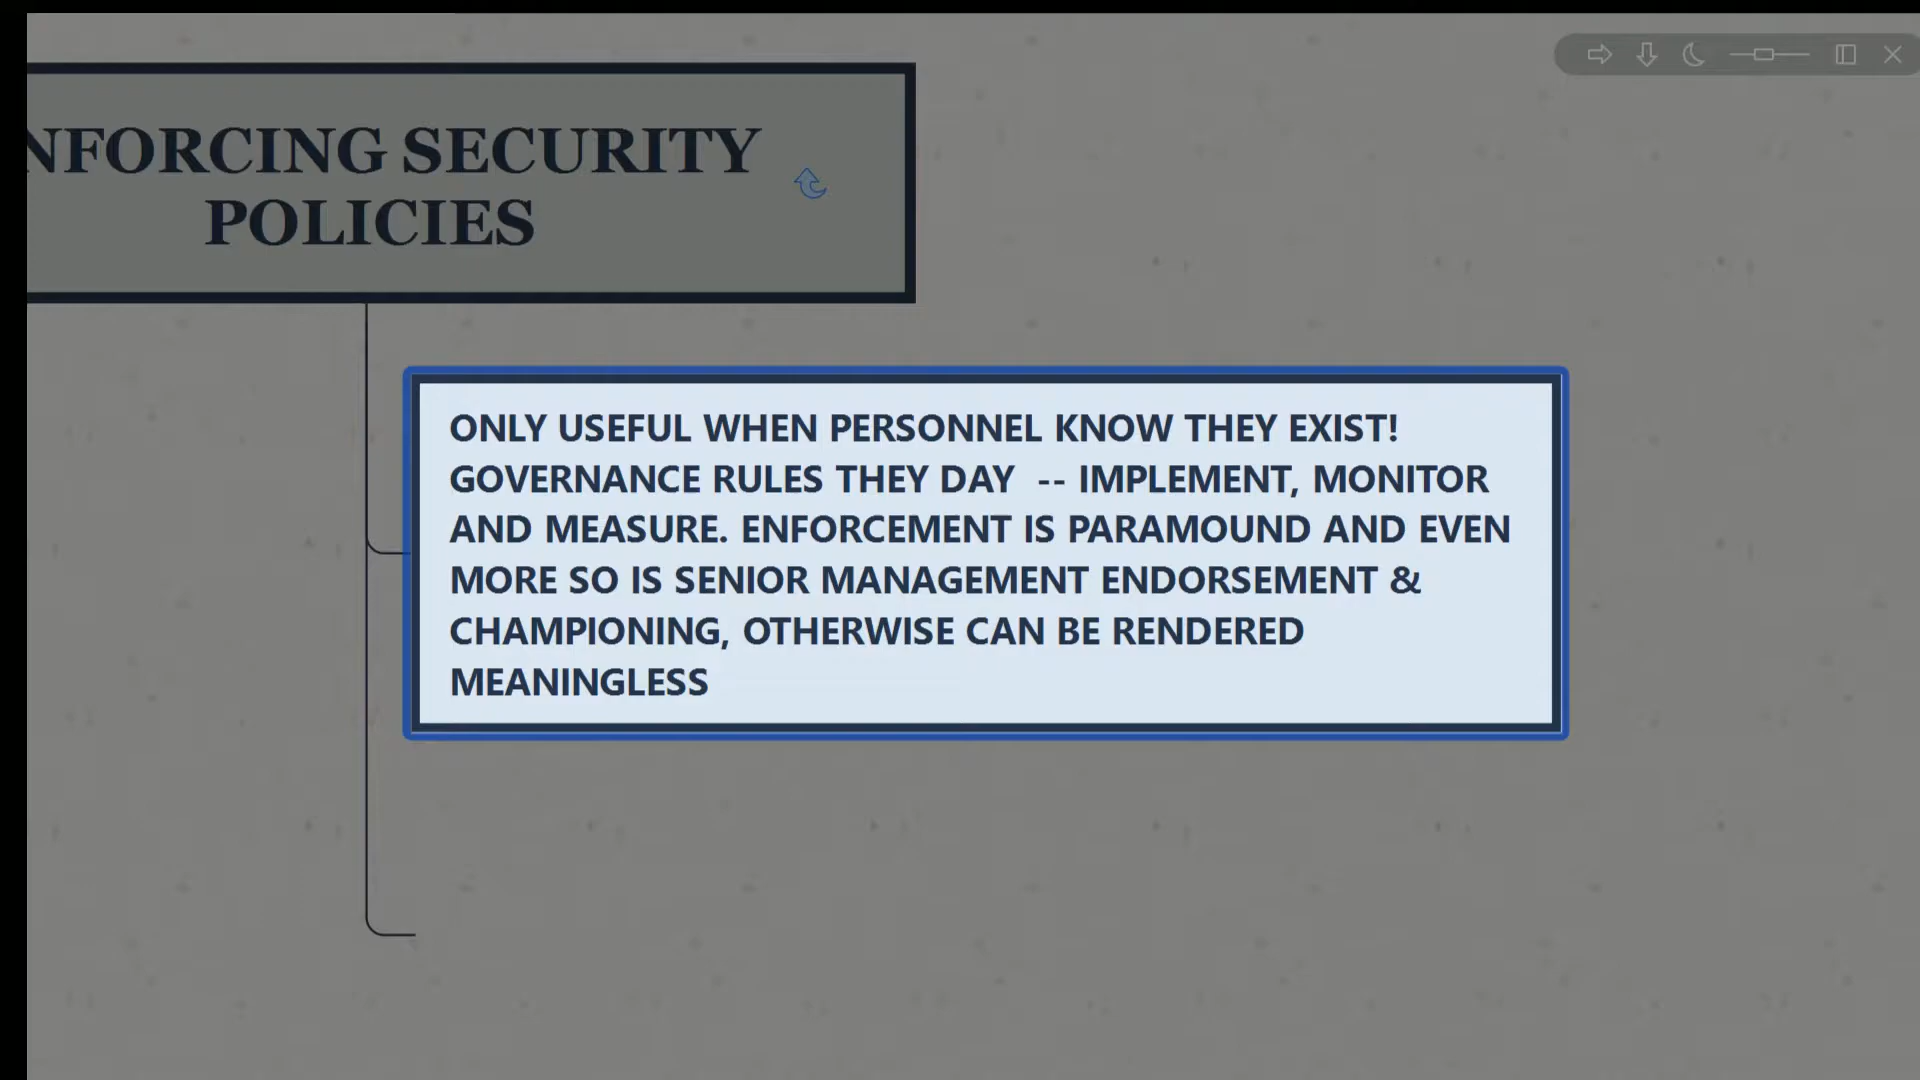 NFORCING SECURITY
POLICIES
ONLY USEFUL WHEN PERSONNEL KNOW THEY EXIST!
GOVERNANCE RULES THEY DAY -- IMPLEMENT, MONITOR
AND MEASURE. ENFORCEMENT IS PARAMOUND AND EVEN
MORE SO IS SENIOR MANAGEMENT ENDORSEMENT &
CHAMPIONING, OTHERWISE CAN BE RENDERED
MEANINGLESS